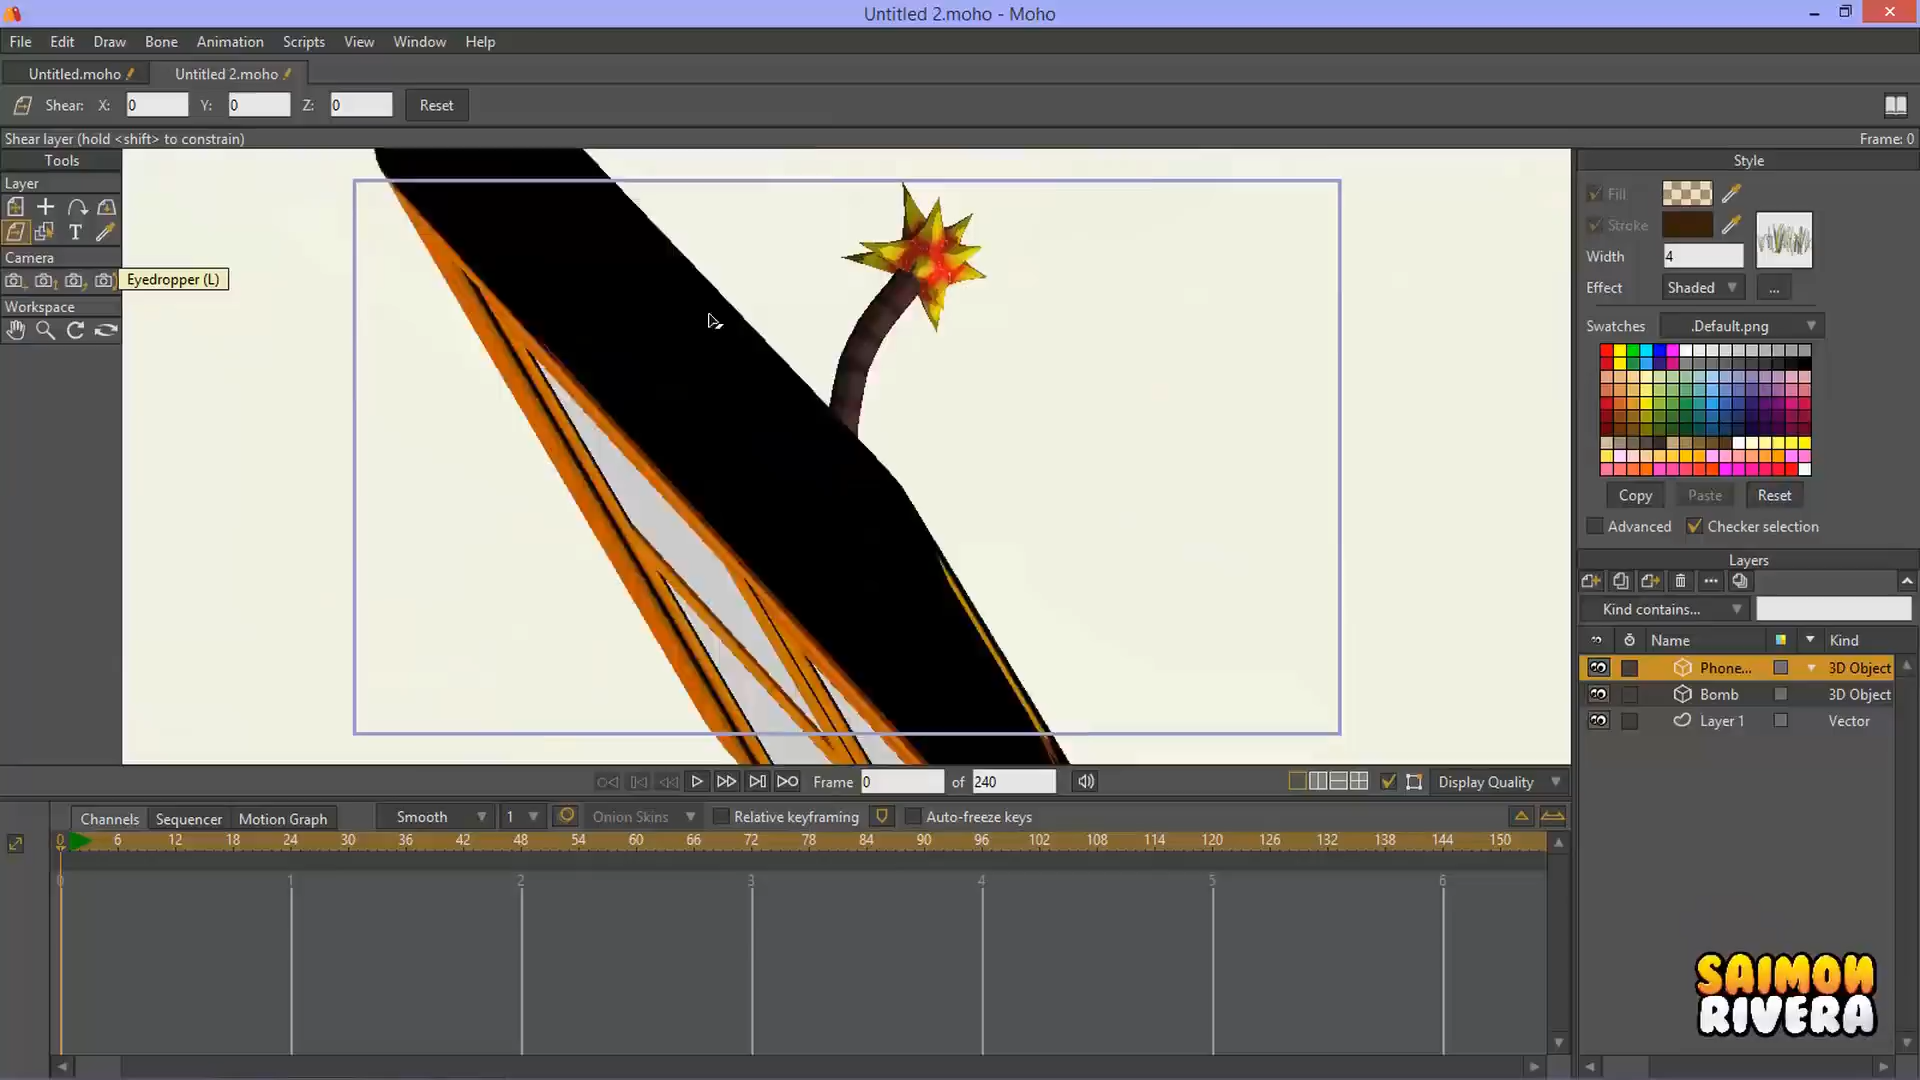 Untitled 2.moho - Moho
File Edit Draw Bone Animation Scripts View Window Help
Untitled.moho Untitled 2.moho
Shear: X: 0 Y: 0 Z: 0 Reset
Shear layer (hold <shift> to constrain) Frame: 0
Tools
Layer
T
Camera
Eyedropper (L)
Workspace
Style
Fill
Stroke
Width 4
Effect Shaded ...
Swatches .Default.png
Copy Paste Reset
Advanced Checker selection
Layers
Kind contains...
Name Kind
Phone... 3D Object
Bomb 3D Object
Layer 1 Vector
Frame 0 of 240 Display Quality
Channels Sequencer Motion Graph Smooth 1 Onion Skins Relative keyframing Auto-freeze keys
0 6 12 18 24 30 36 42 48 54 60 66 72 78 84 90 96 102 108 114 120 126 132 138 144 150
0 1 2 3 4 5 6
SAIMON
RIVERA